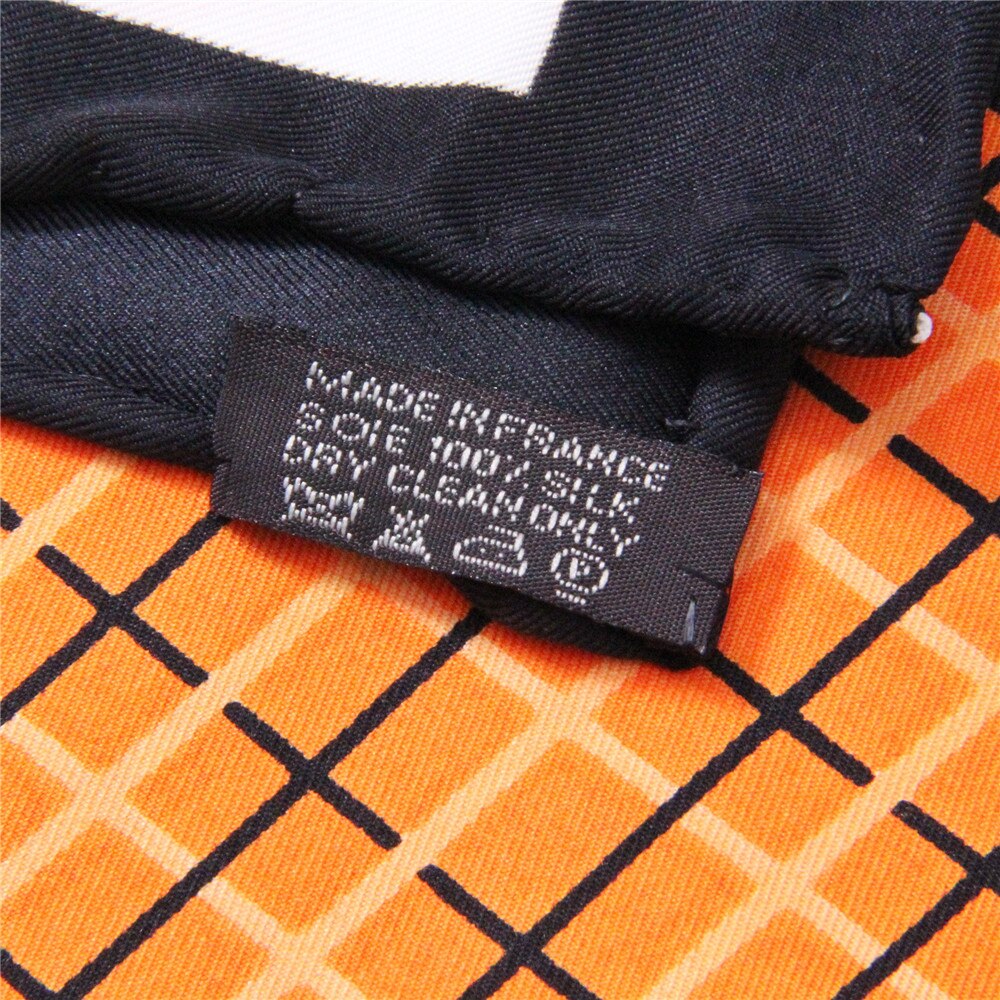 MADE IN FRANCE
SOIE 100% SILK
DRY CLEAN ONLY
P